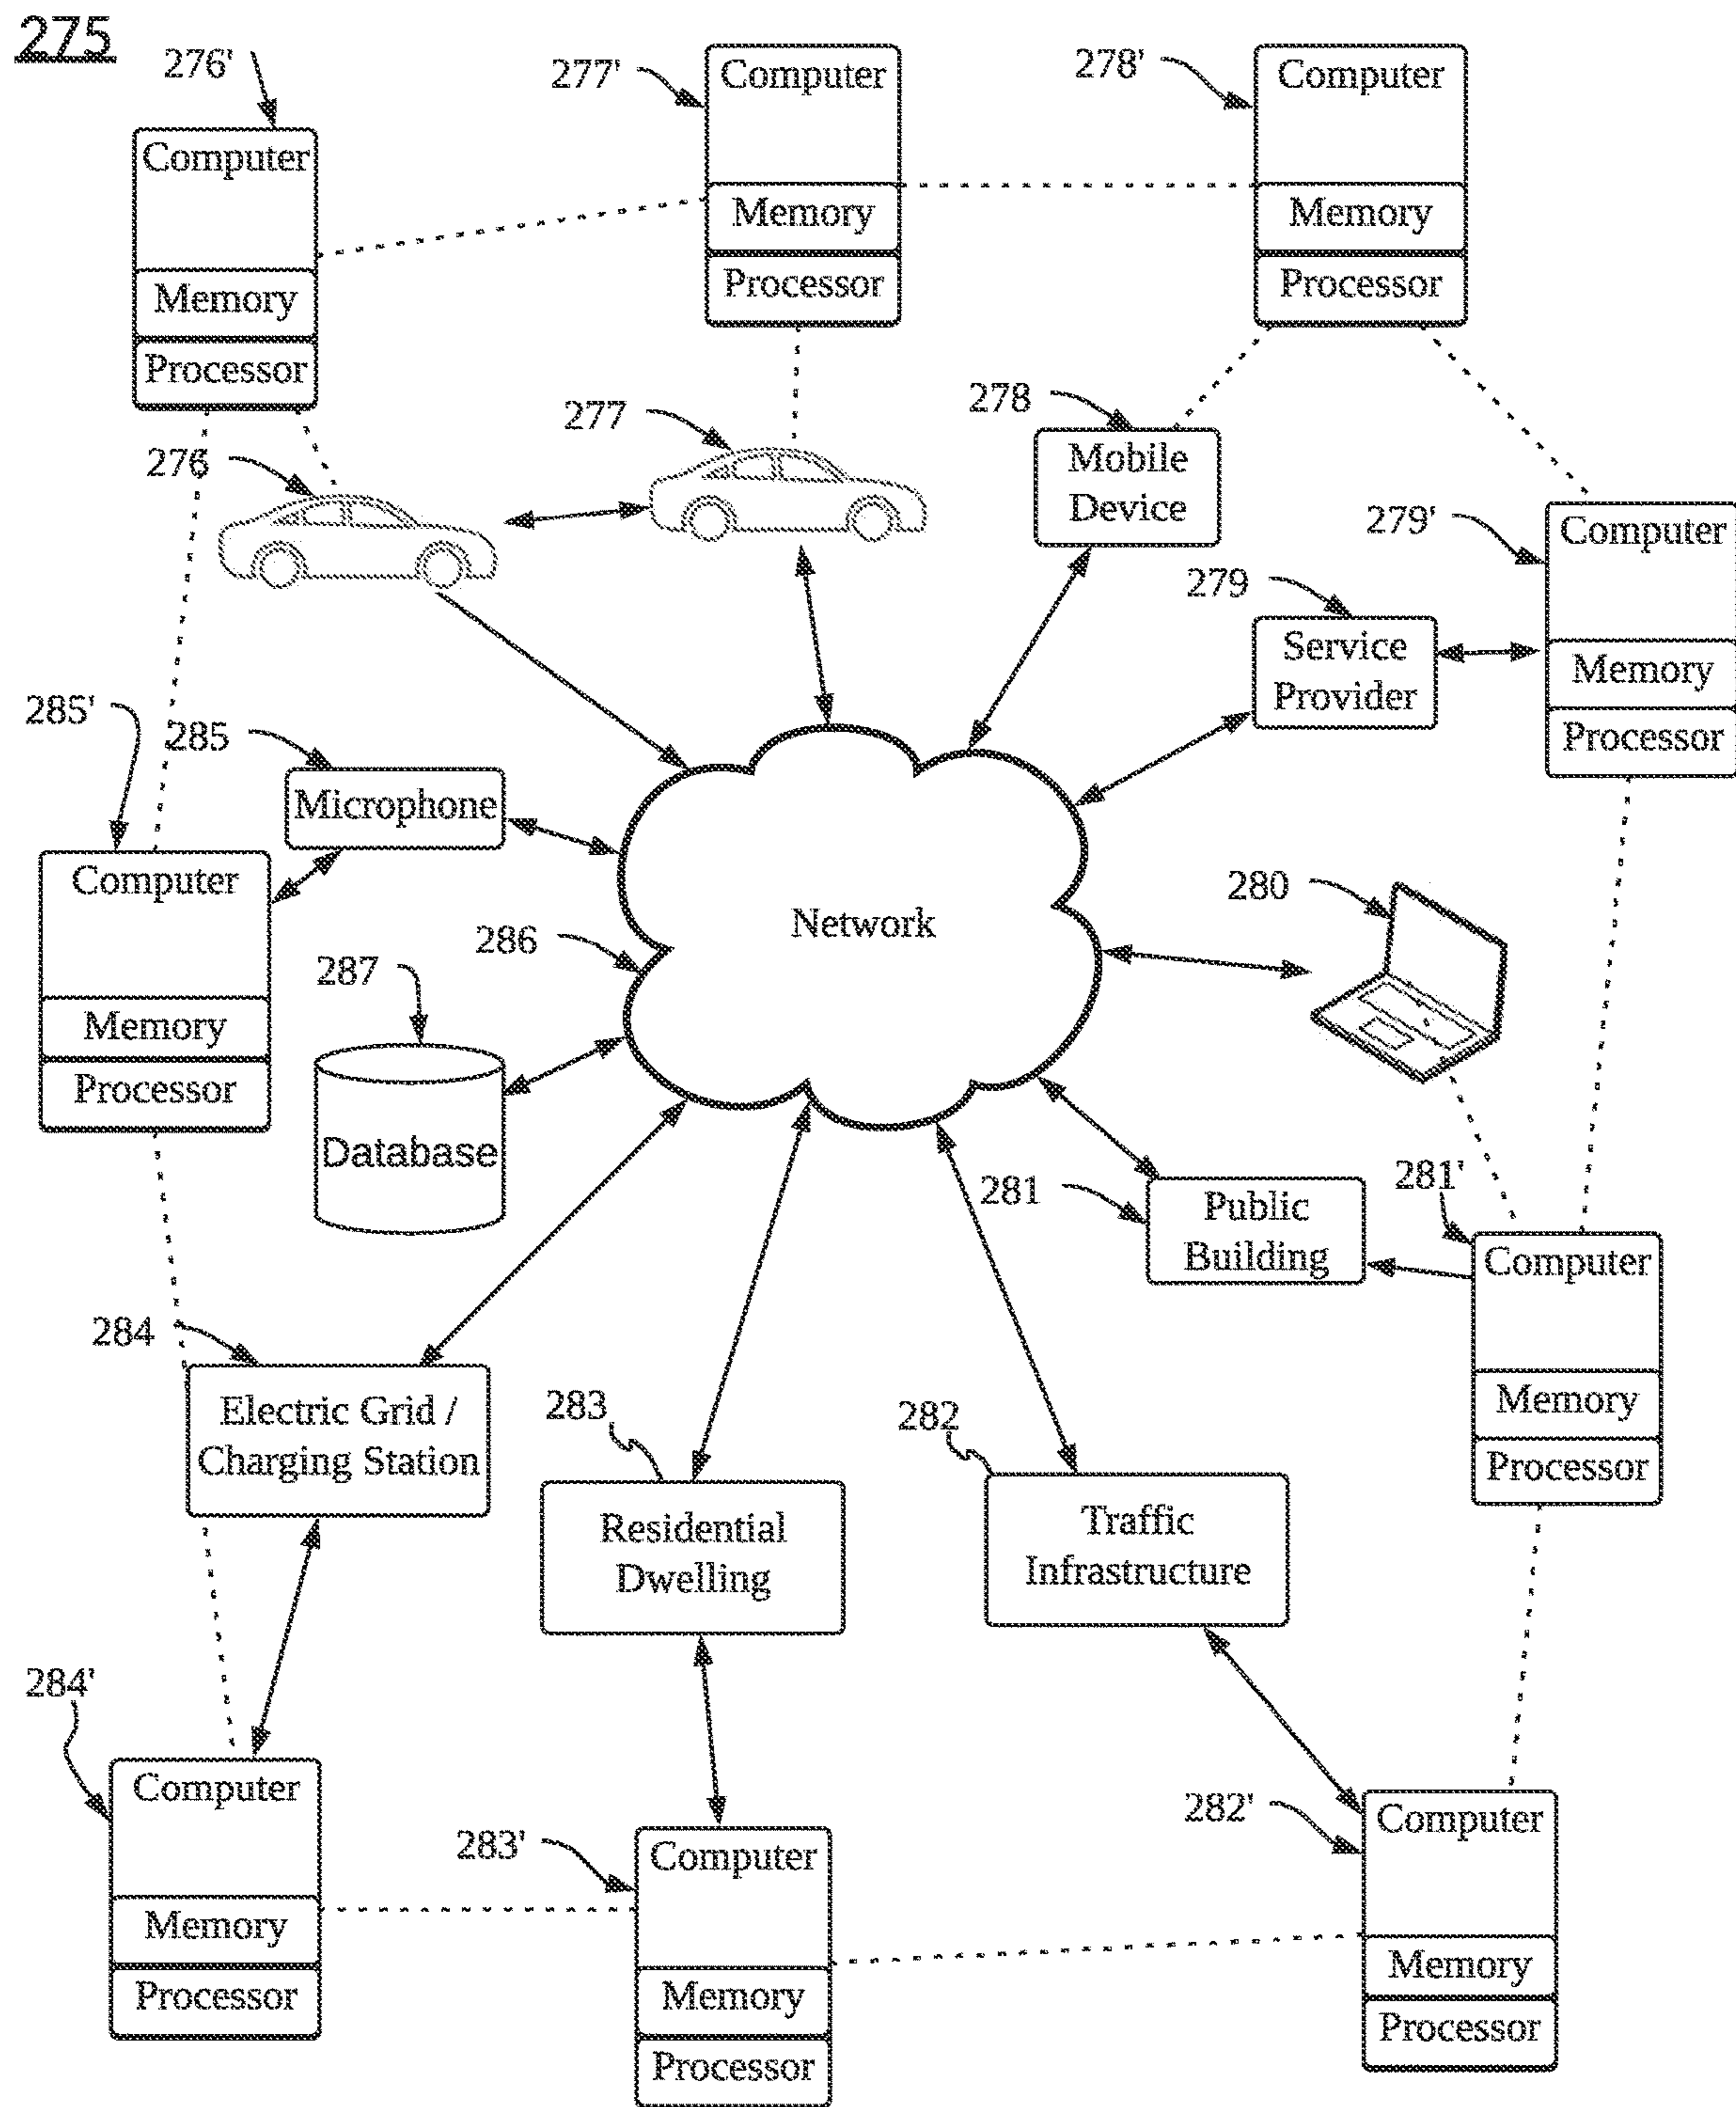 275
276'
277'
278'
Computer
Memory
Processor
Computer
Memory
Processor
Computer
Memory
Processor
276
277
278
Mobile
Device
279'
Computer
Memory
Processor
279
Service
Provider
285'
285
Microphone
Computer
Memory
Processor
286
Network
280
287
Database
281
Public
Building
281'
Computer
Memory
Processor
284
Electric Grid /
Charging Station
283
Residential
Dwelling
282
Traffic
Infrastructure
284'
Computer
Memory
Processor
283'
Computer
Memory
Processor
282'
Computer
Memory
Processor